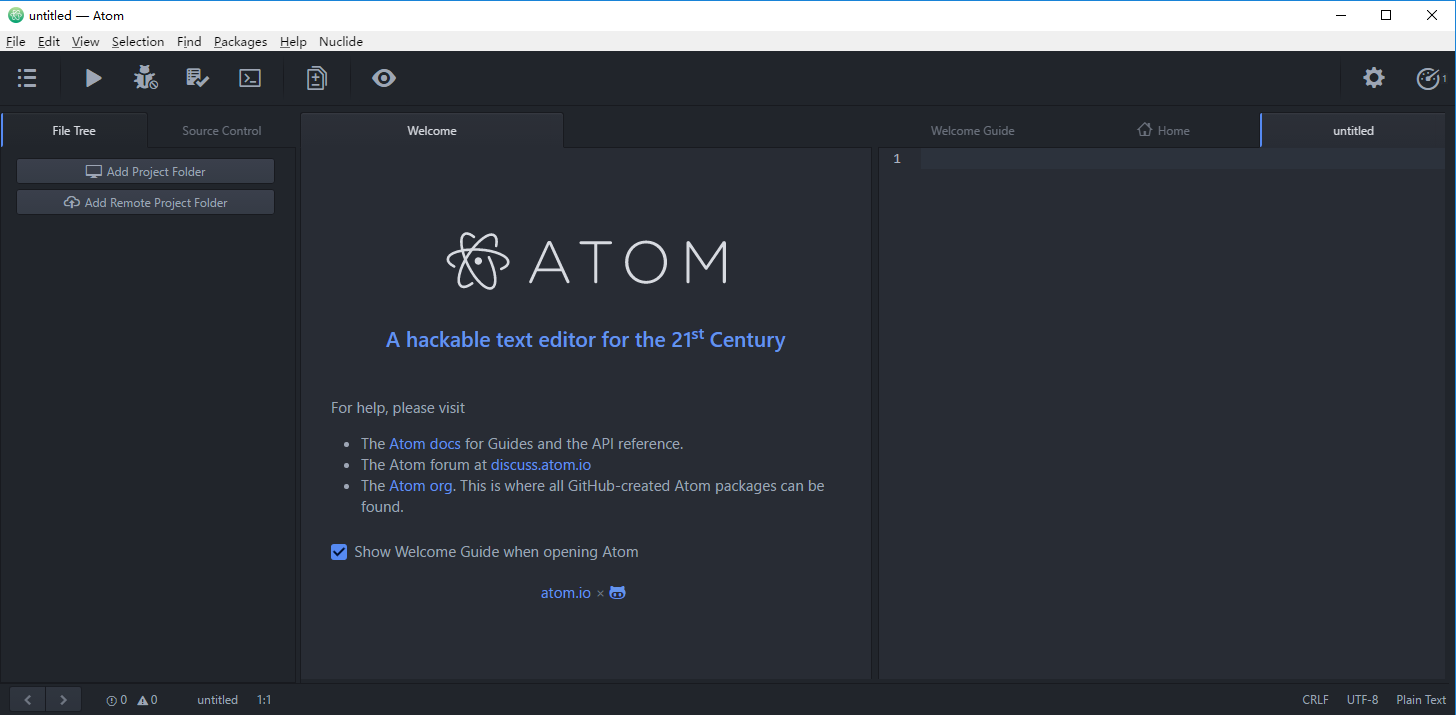 untitled — Atom
File Edit View Selection Find Packages Help Nuclide
1
File Tree
Source Control
Welcome
Welcome Guide
Home
untitled
Add Project Folder
Add Remote Project Folder
ATOM
A hackable text editor for the 21st Century
For help, please visit
• The Atom docs for Guides and the API reference.
• The Atom forum at discuss.atom.io
• The Atom org. This is where all GitHub-created Atom packages can be
found.
Show Welcome Guide when opening Atom
atom.io ×
1
0 0 untitled 1:1 CRLF UTF-8 Plain Text